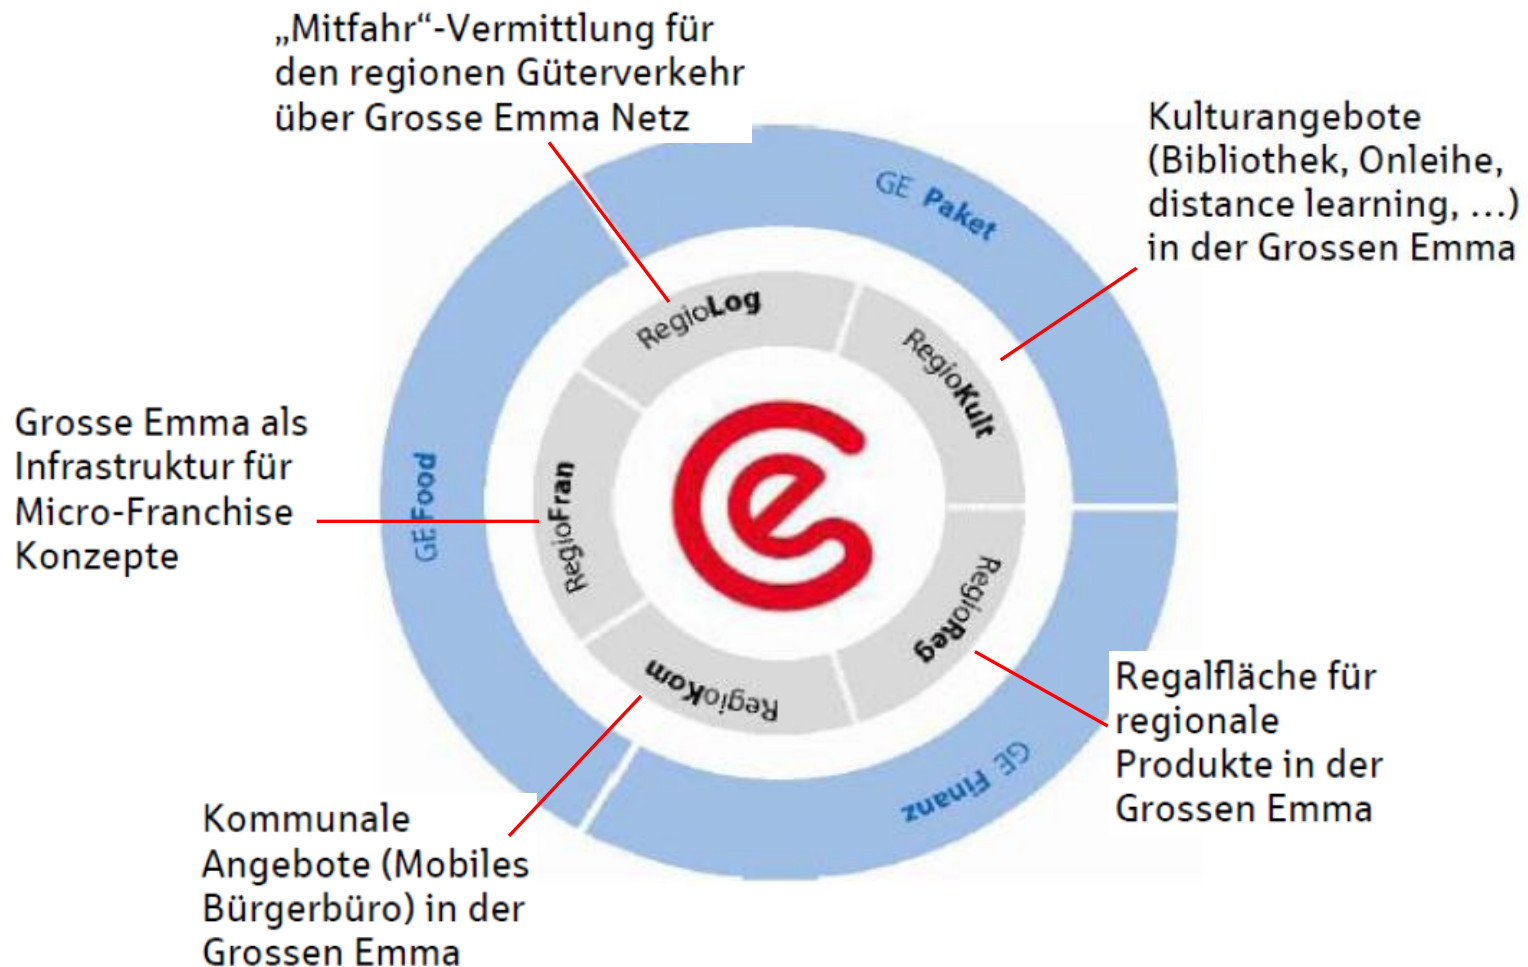 „Mitfahr“-Vermittlung für
den regionen Güterverkehr
über Grosse Emma Netz
Kulturangebote
(Bibliothek, Onleihe,
distance learning, ...)
in der Grossen Emma
GE Paket
RegioLog
RegioKult
Grosse Emma als
Infrastruktur für
Micro-Franchise
Konzepte
GE Food
RegioFran
RegioReg
RegioKom
GE Finanz
Regalfläche für
regionale
Produkte in der
Grossen Emma
Kommunale
Angebote (Mobiles
Bürgerbüro) in der
Grossen Emma